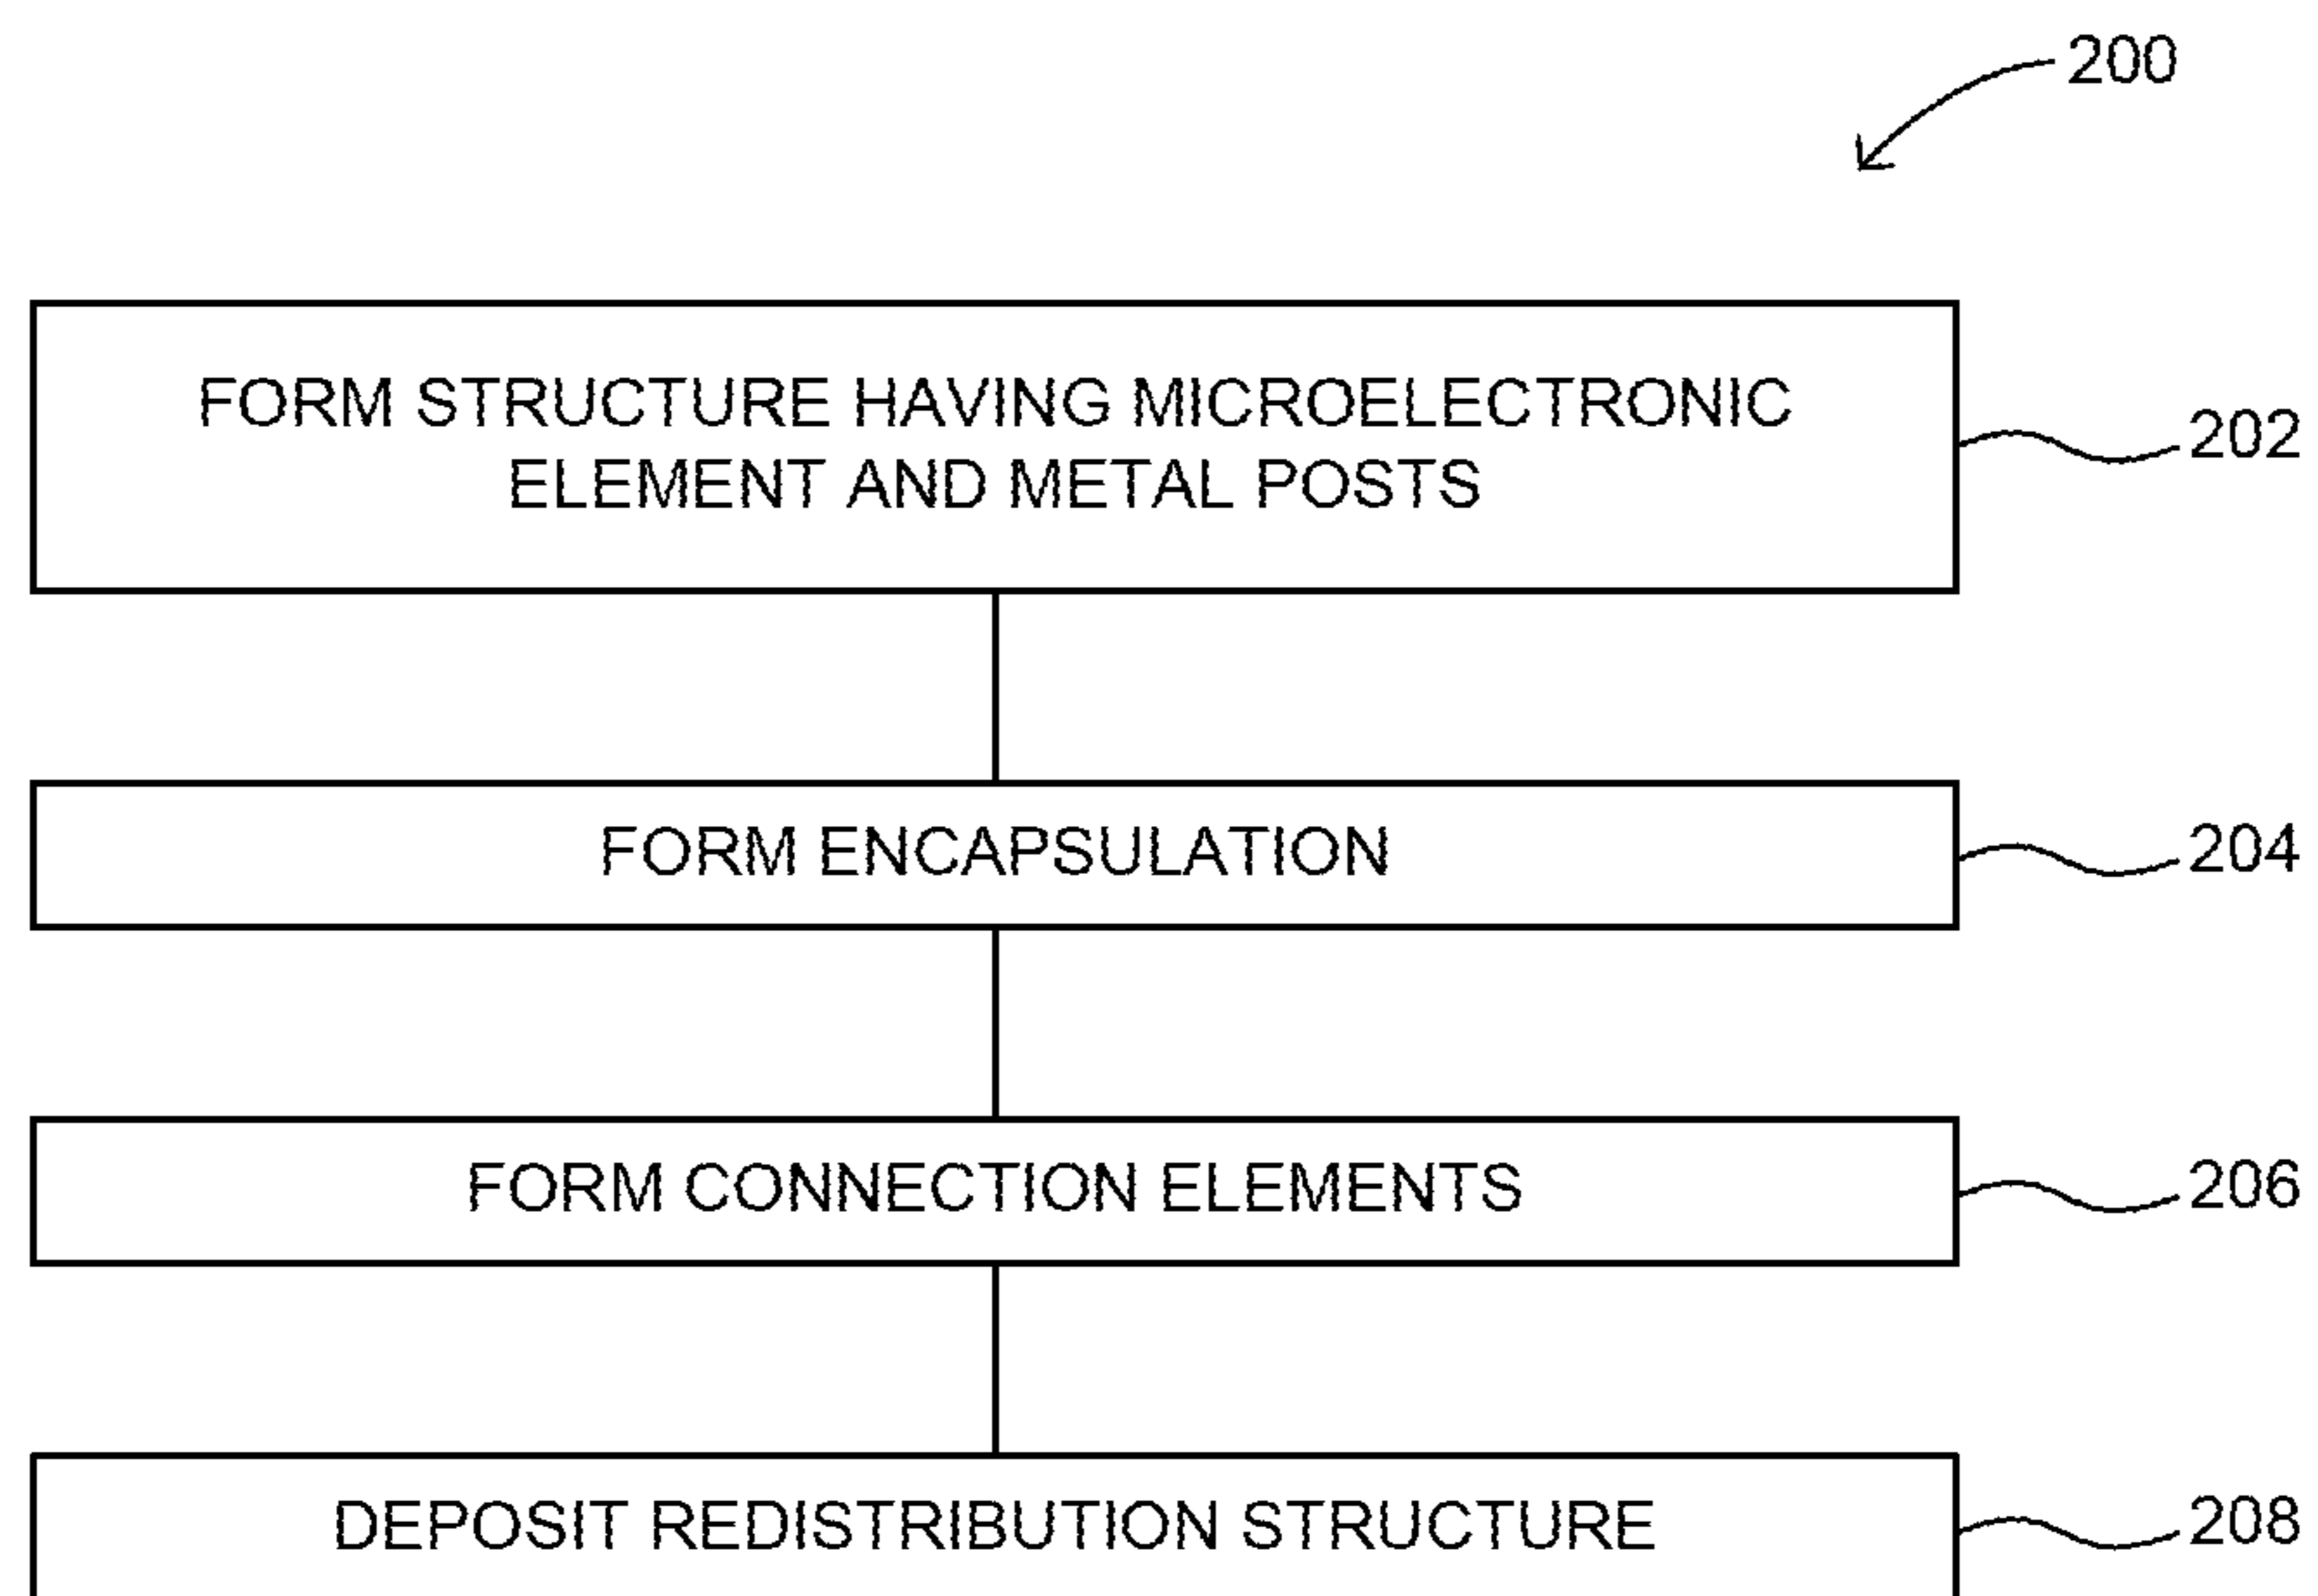 200
FORM STRUCTURE HAVING MICROELECTRONIC
ELEMENT AND METAL POSTS
202
FORM ENCAPSULATION
204
FORM CONNECTION ELEMENTS
206
DEPOSIT REDISTRIBUTION STRUCTURE
208